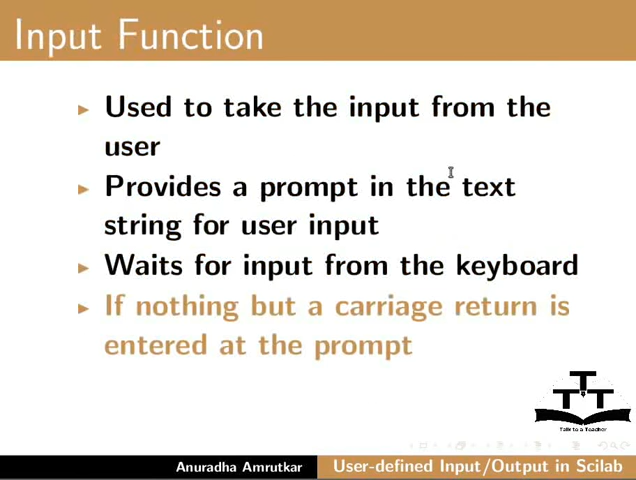 Input Function
Used to take the input from the
user
Provides a prompt in the text
string for user input
Waits for input from the keyboard
If nothing but a carriage return is
entered at the prompt
TTT
Talk to a Teacher
Anuradha Amrutkar User-defined Input/Output in Scilab